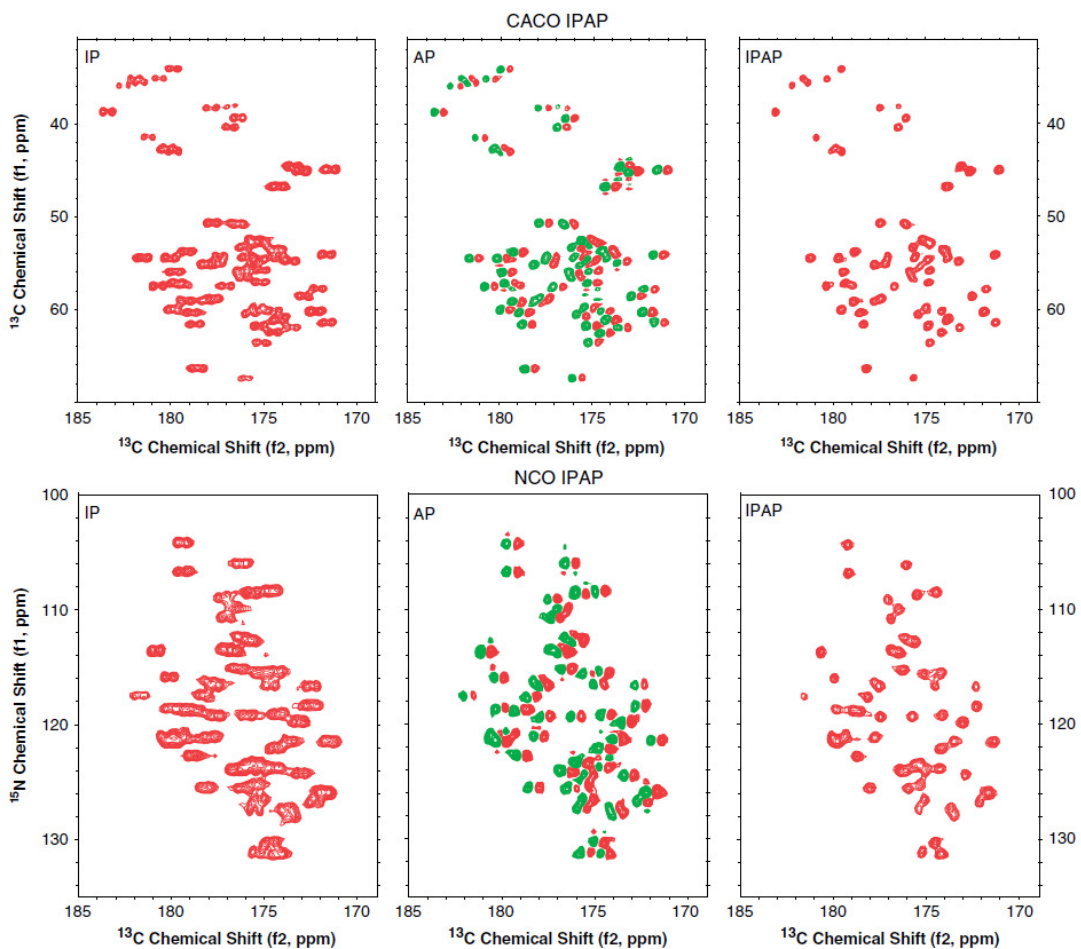 CACO IPAP
IP
AP
IPAP
40
50
60
¹³C Chemical Shift (f1, ppm)
40
50
60
185 180 175 170
185 180 175 170
185 180 175 170
¹³C Chemical Shift (f2, ppm)
¹³C Chemical Shift (f2, ppm)
¹³C Chemical Shift (f2, ppm)
NCO IPAP
IP
AP
IPAP
100
110
120
130
¹⁵N Chemical Shift (f1, ppm)
100
110
120
130
185 180 175 170
185 180 175 170
185 180 175 170
¹³C Chemical Shift (f2, ppm)
¹³C Chemical Shift (f2, ppm)
¹³C Chemical Shift (f2, ppm)